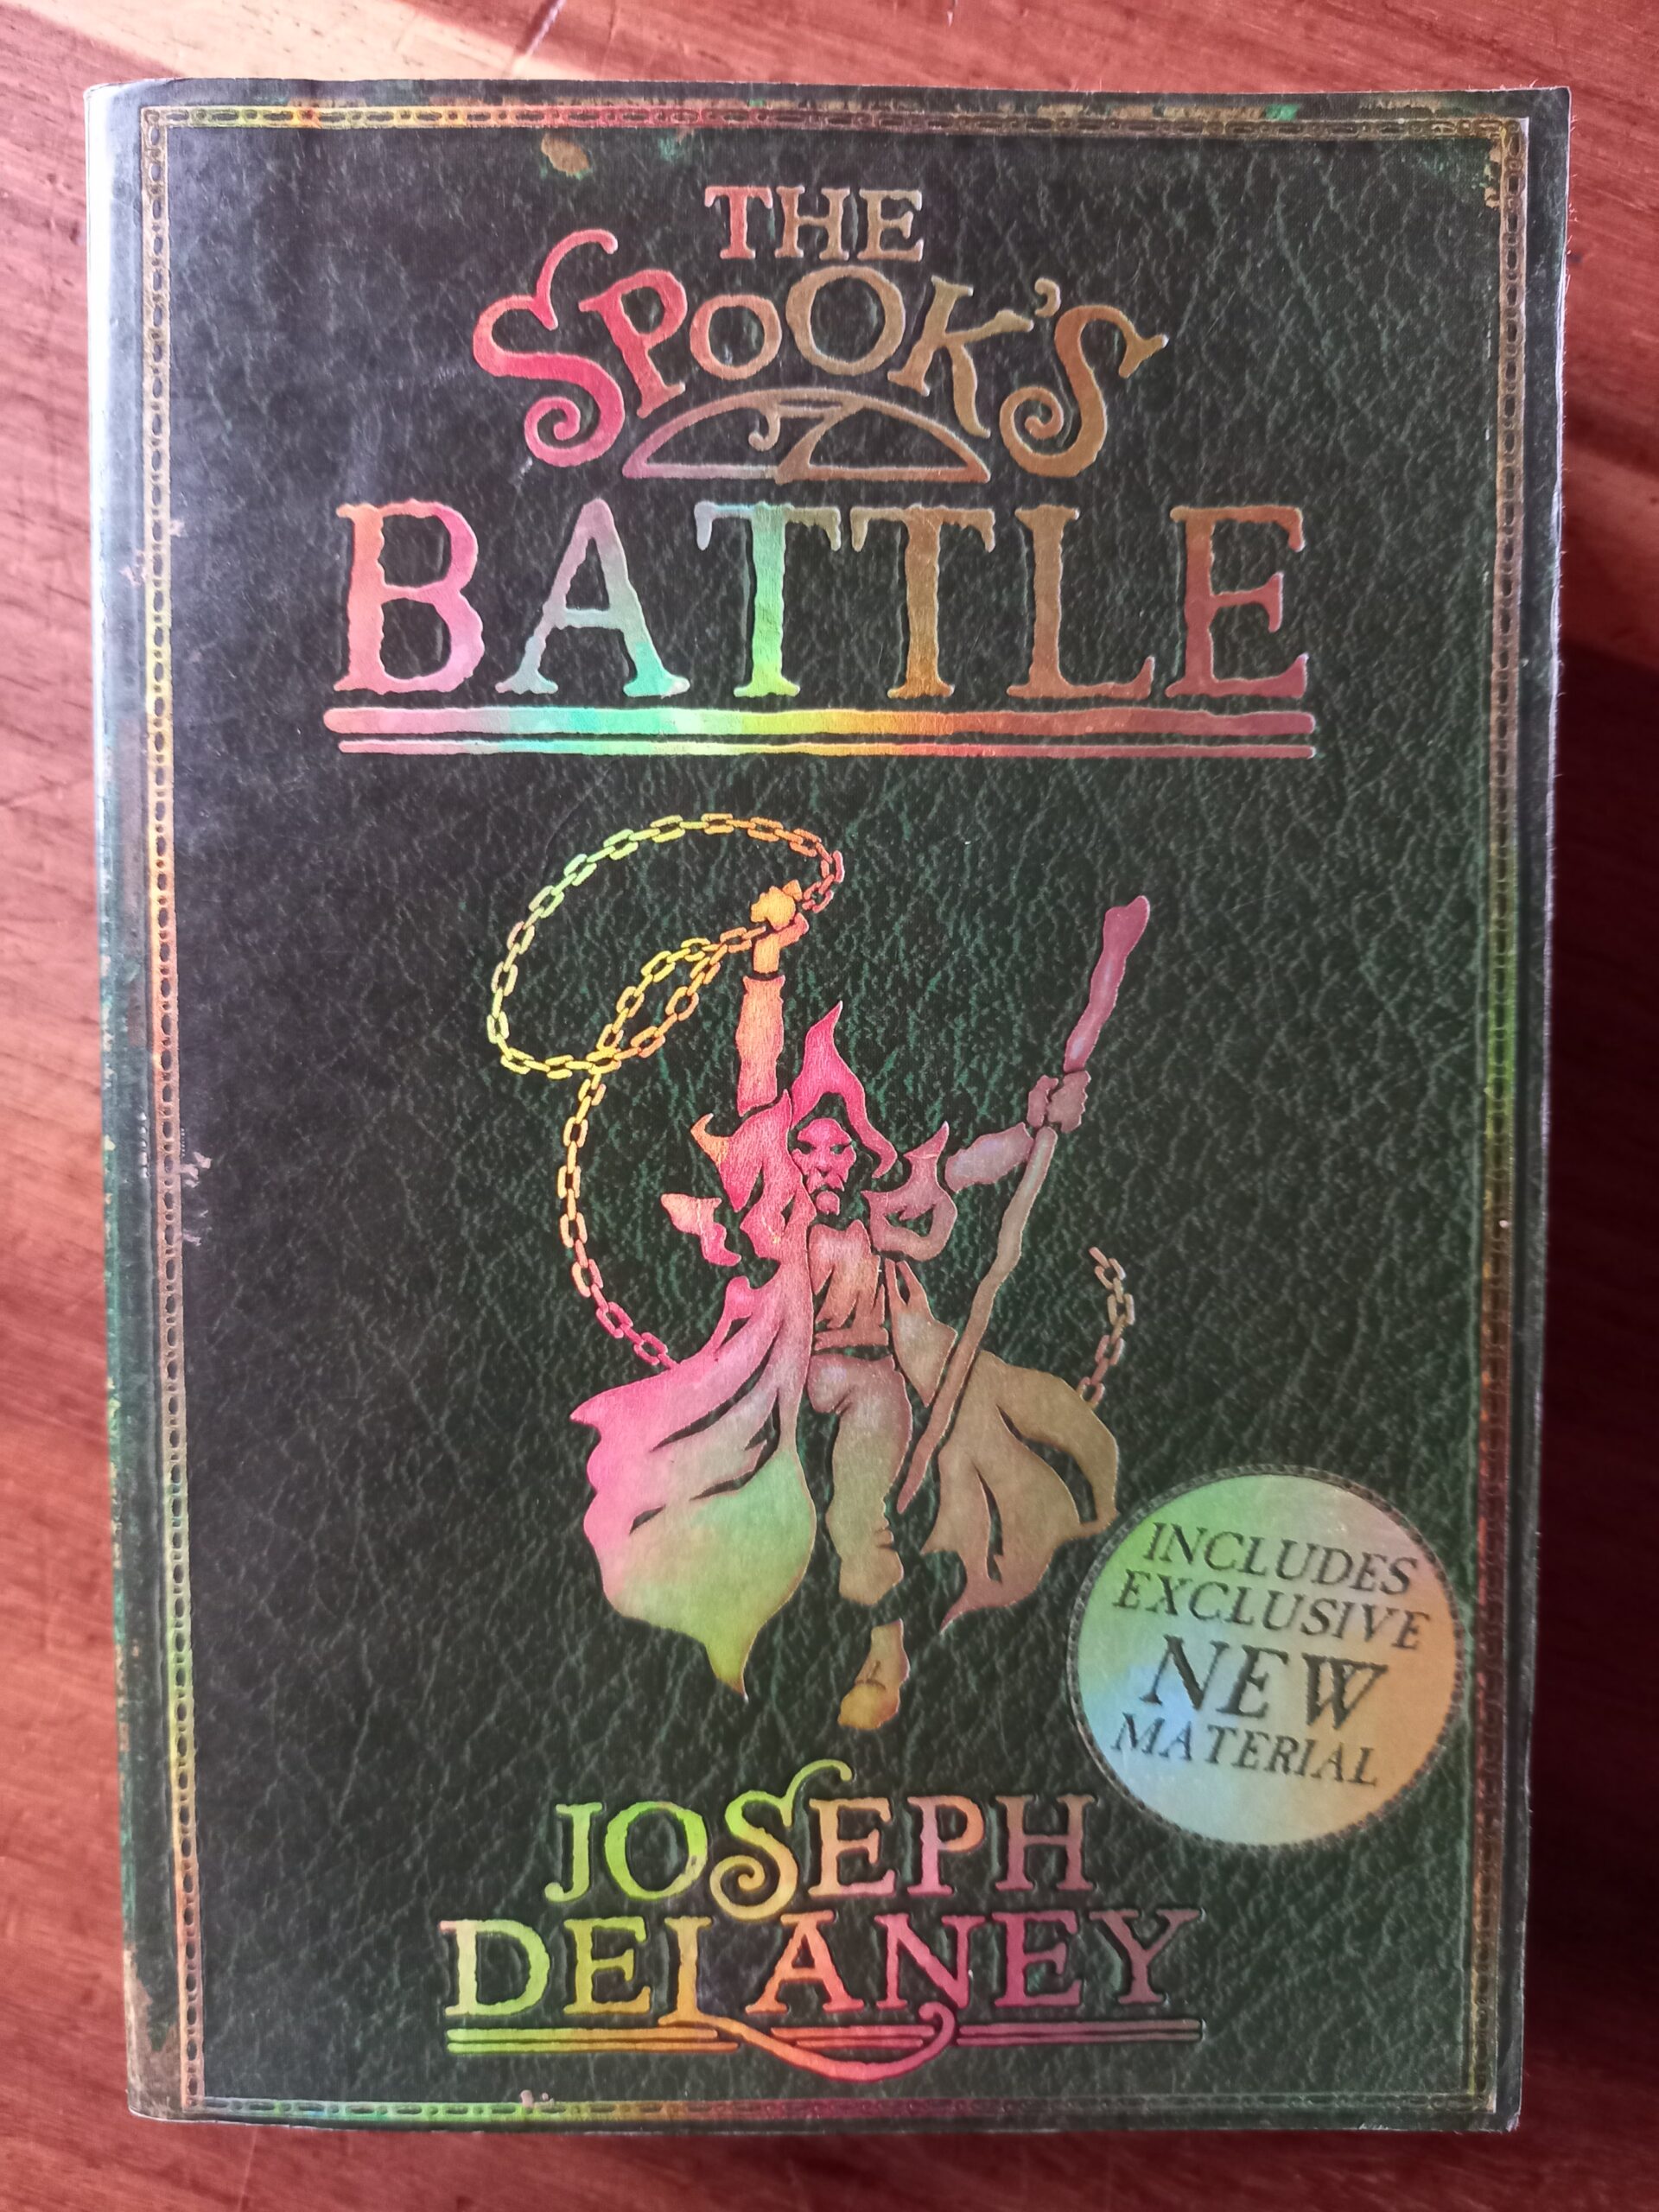 THE
SPOOK'S
BATTLE
INCLUDES
EXCLUSIVE
NEW
MATERIAL
JOSEPH
DELANEY